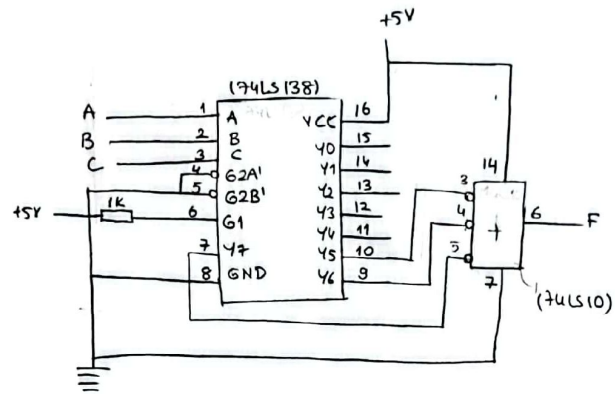 +5V
(74LS138)
A 1 A VCC 16
B 2 B Y0 15
C 3 C Y1 14
4 G2A' Y2 13
5 G2B' Y3 12
+5V 1K 6 G1 Y4 11
7 Y7 Y5 10
8 GND Y6 9
14
3
4 + 6 F
5
7
(74LS10)